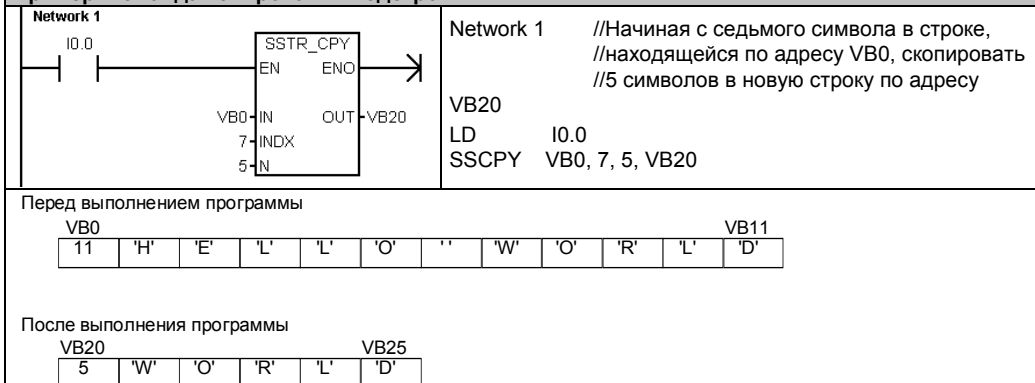 Network 1
I0.0
SSTR_CPY
EN ENO
VB0 IN OUT VB20
7 INDX
5 N
Network 1 //Начиная с седьмого символа в строке,
//находящейся по адресу VB0, скопировать
//5 символов в новую строку по адресу
VB20
LD I0.0
SSCPY VB0, 7, 5, VB20
Перед выполнением программы
VB0 VB11
11 'H' 'E' 'L' 'L' 'O' ' ' 'W' 'O' 'R' 'L' 'D'
После выполнения программы
VB20 VB25
5 'W' 'O' 'R' 'L' 'D'